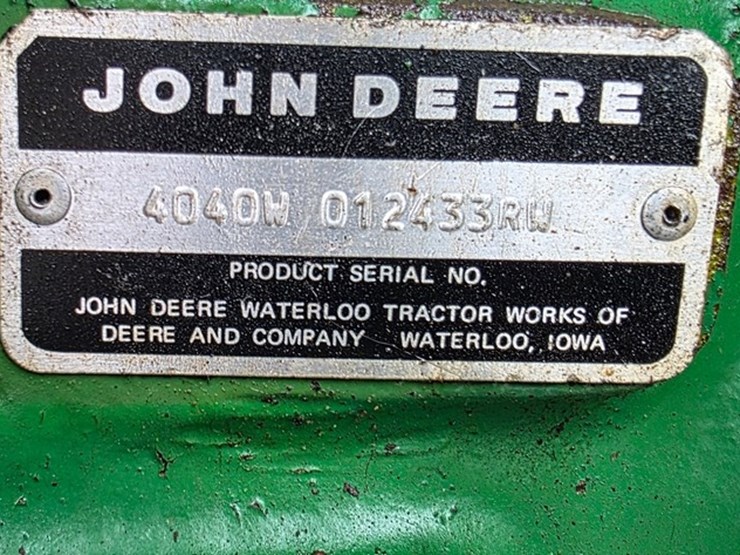 JOHN DEERE
4040W 012433RW
PRODUCT SERIAL NO.
JOHN DEERE WATERLOO TRACTOR WORKS OF
DEERE AND COMPANY WATERLOO, IOWA